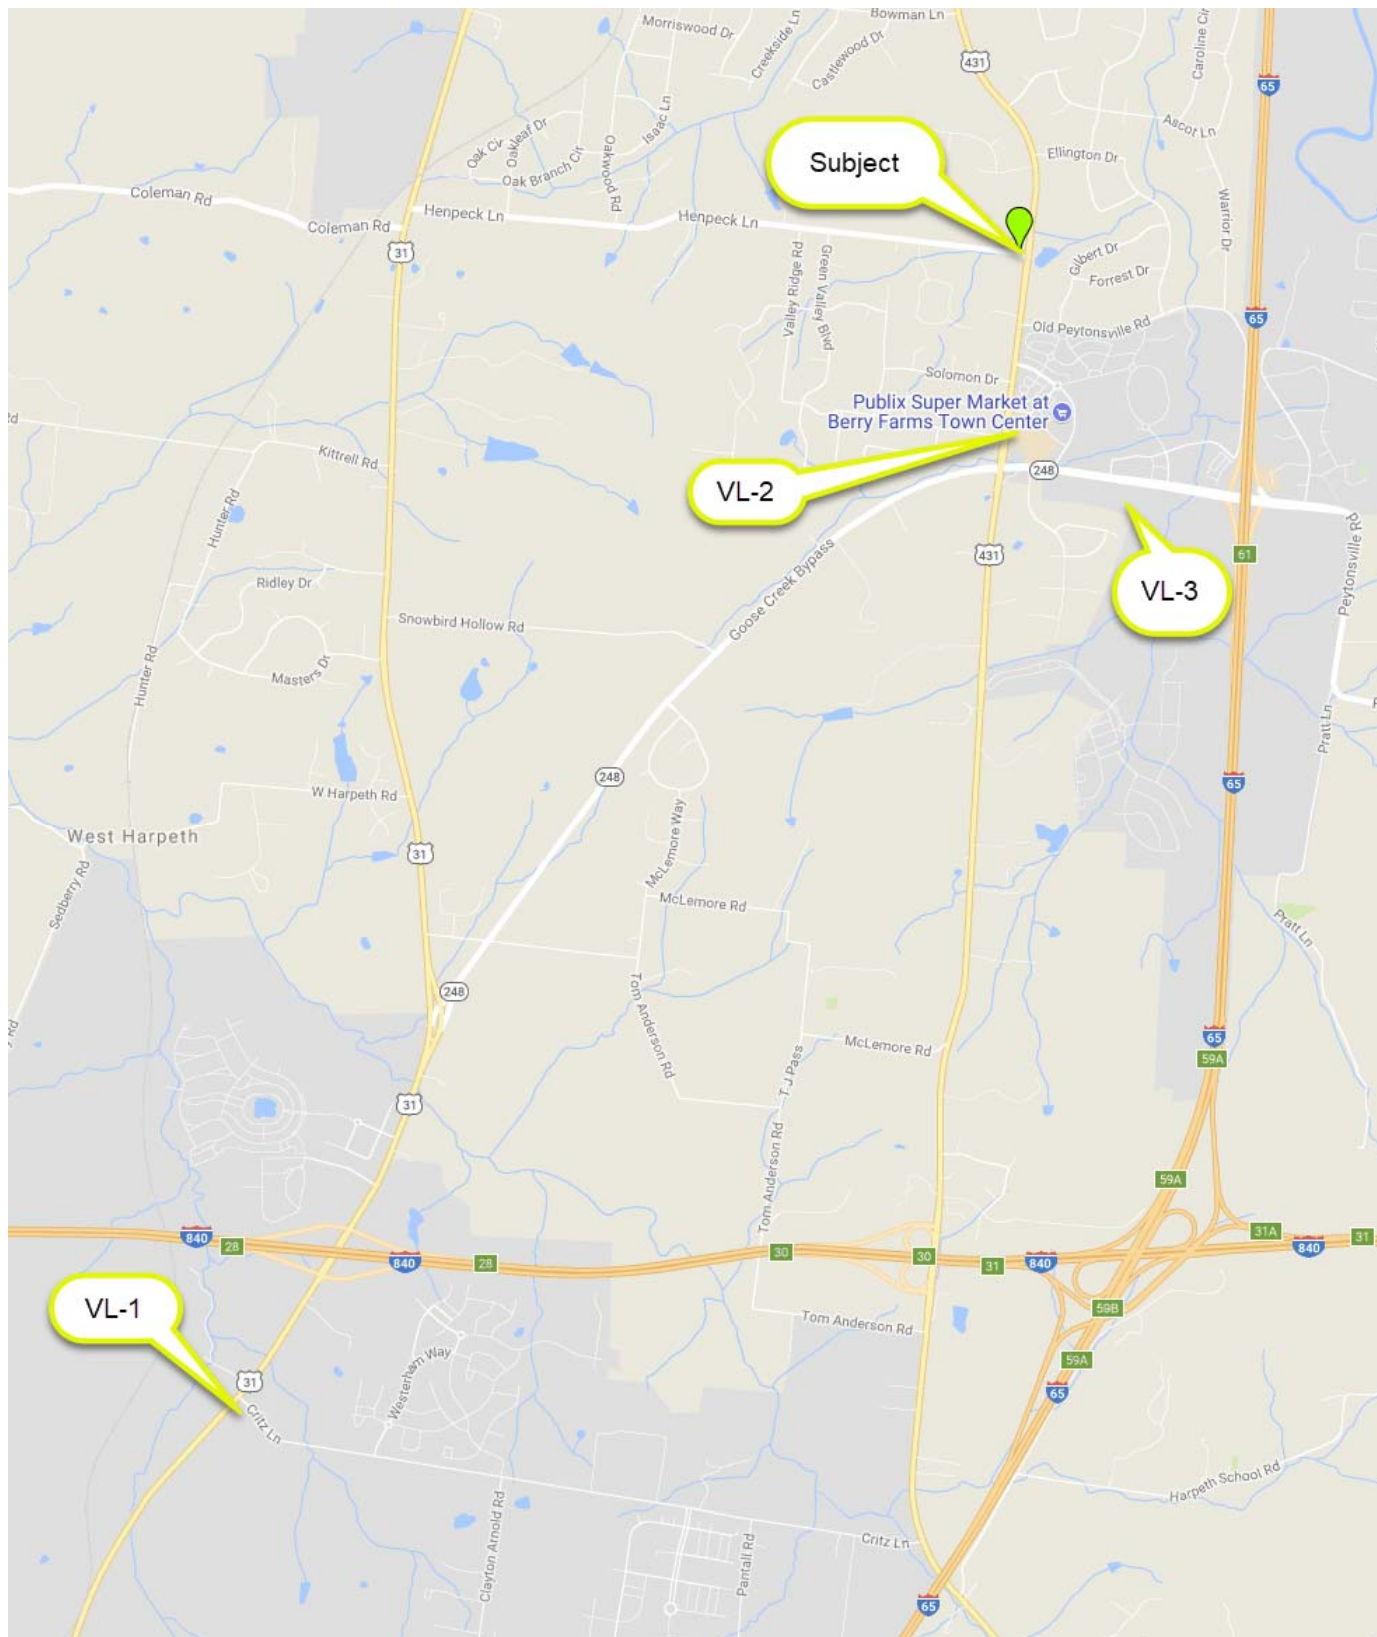 Bowman Ln
Morriswood Dr
Creekside Ln
Castlewood Dr
Caroline Cir
431
65
Ascot Ln
Isaac Ln
Oakleaf Dr
Oak Cir
Oak Branch Cir
Oakwood Rd
Subject
Ellington Dr
Warrior Dr
Coleman Rd
Coleman Rd
Henpeck Ln
Henpeck Ln
31
Valley Ridge Rd
Green Valley Blvd
Gilbert Dr
Forrest Dr
65
Old Peytonsville Rd
Solomon Dr
Publix Super Market at
Berry Farms Town Center
Rd
Kittrell Rd
VL-2
248
Hunter Rd
431
61
Peytonsville Rd
Goose Creek Bypass
VL-3
Ridley Dr
Snowbird Hollow Rd
Hunter Rd
Masters Dr
Pratt Ln
248
65
W Harpeth Rd
West Harpeth
31
McLemore Way
Sedberry Rd
McLemore Rd
Pratt Ln
248
Tom Anderson Rd
McLemore Rd
65
59A
T J Pass
31
Tom Anderson Rd
59A
840
28
840
28
30
30
31
840
31A
840
31
VL-1
59B
Tom Anderson Rd
59A
Westerham Way
31
65
Critz Ln
Harpeth School Rd
Clayton Arnold Rd
Pantall Rd
Critz Ln
65